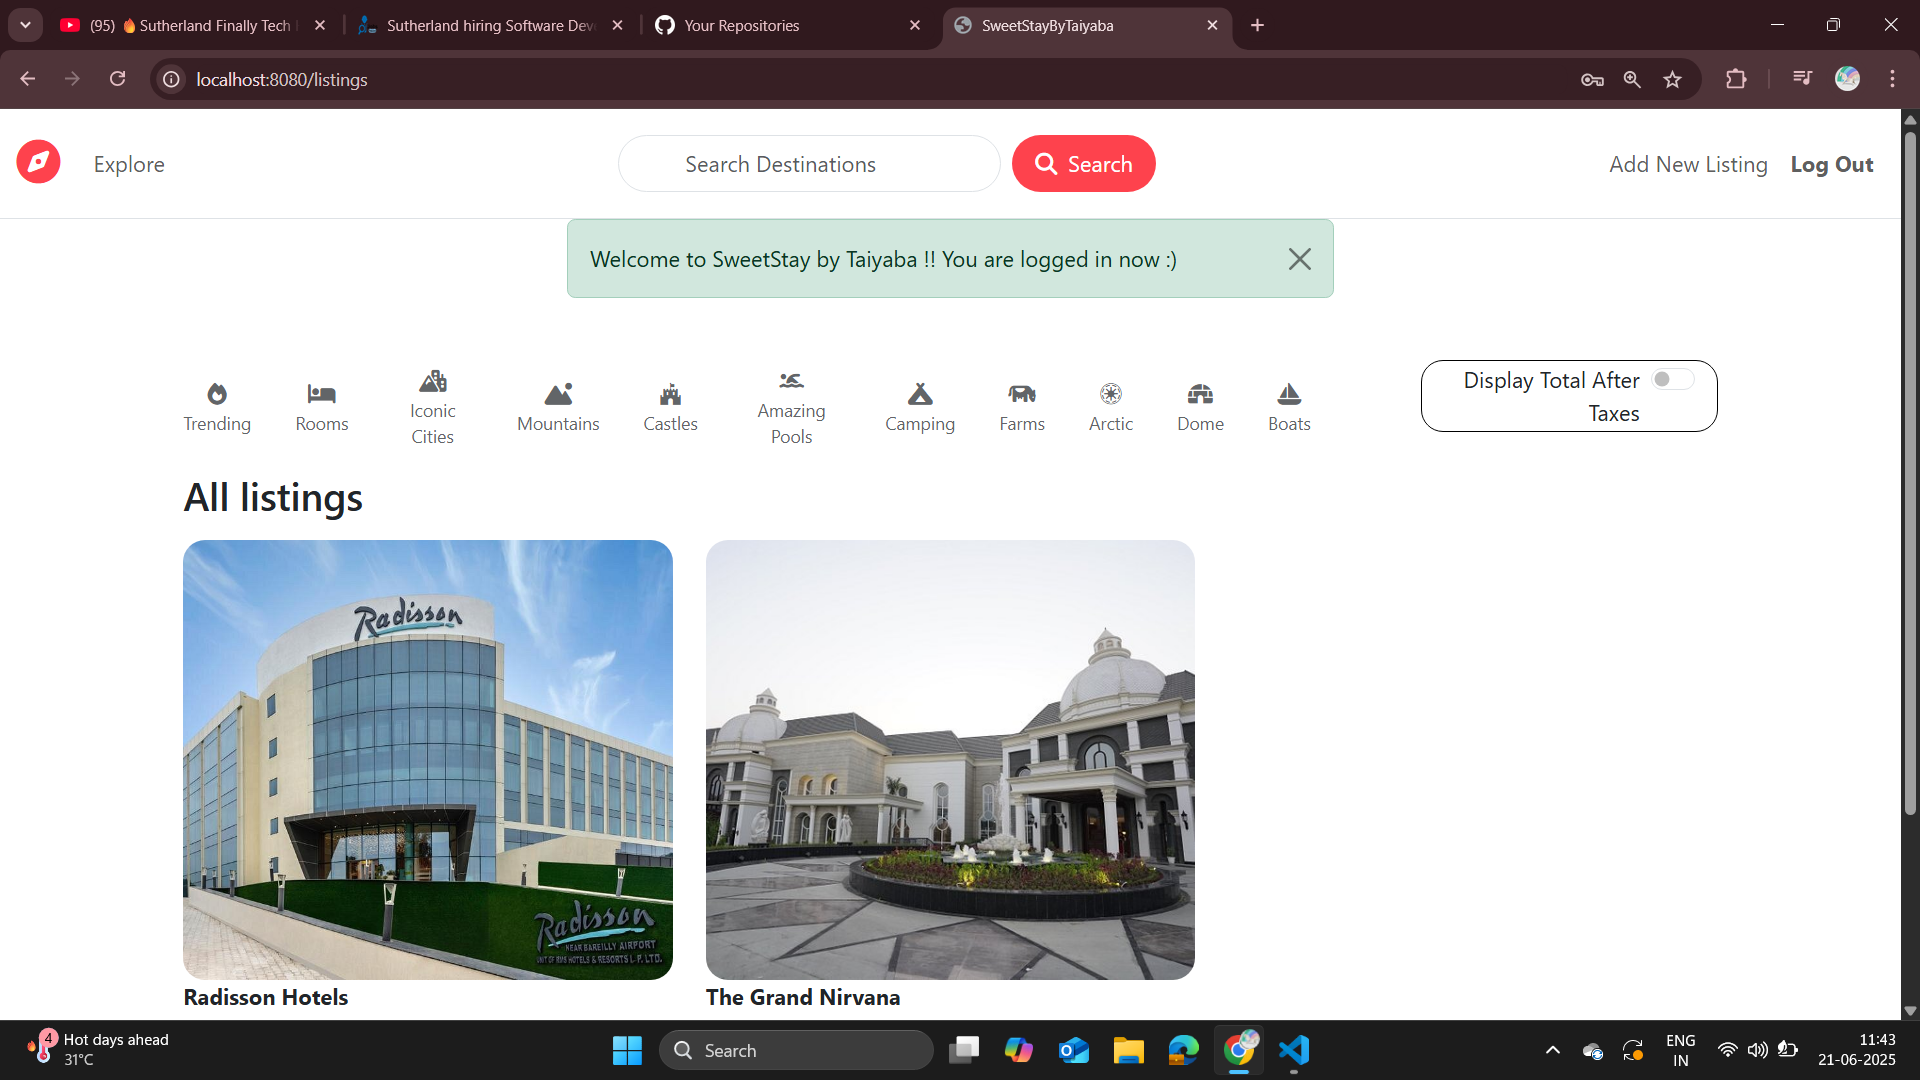 (95) 🔥Sutherland Finally Tech
Sutherland hiring Software Dev
Your Repositories
SweetStayByTaiyaba
localhost:8080/listings
Explore
Search Destinations
Search
Add New Listing
Log Out
Welcome to SweetStay by Taiyaba !! You are logged in now :)
Trending
Rooms
Iconic
Cities
Mountains
Castles
Amazing
Pools
Camping
Farms
Arctic
Dome
Boats
Display Total After
Taxes
All listings
Radisson
Radisson
NEAR BAREILLY AIRPORT
UNIT OF BMS HOTELS & RESORTS L.P. LTD.
Radisson Hotels
The Grand Nirvana
4
Hot days ahead
31°C
Search
ENG
IN
11:43
21-06-2025